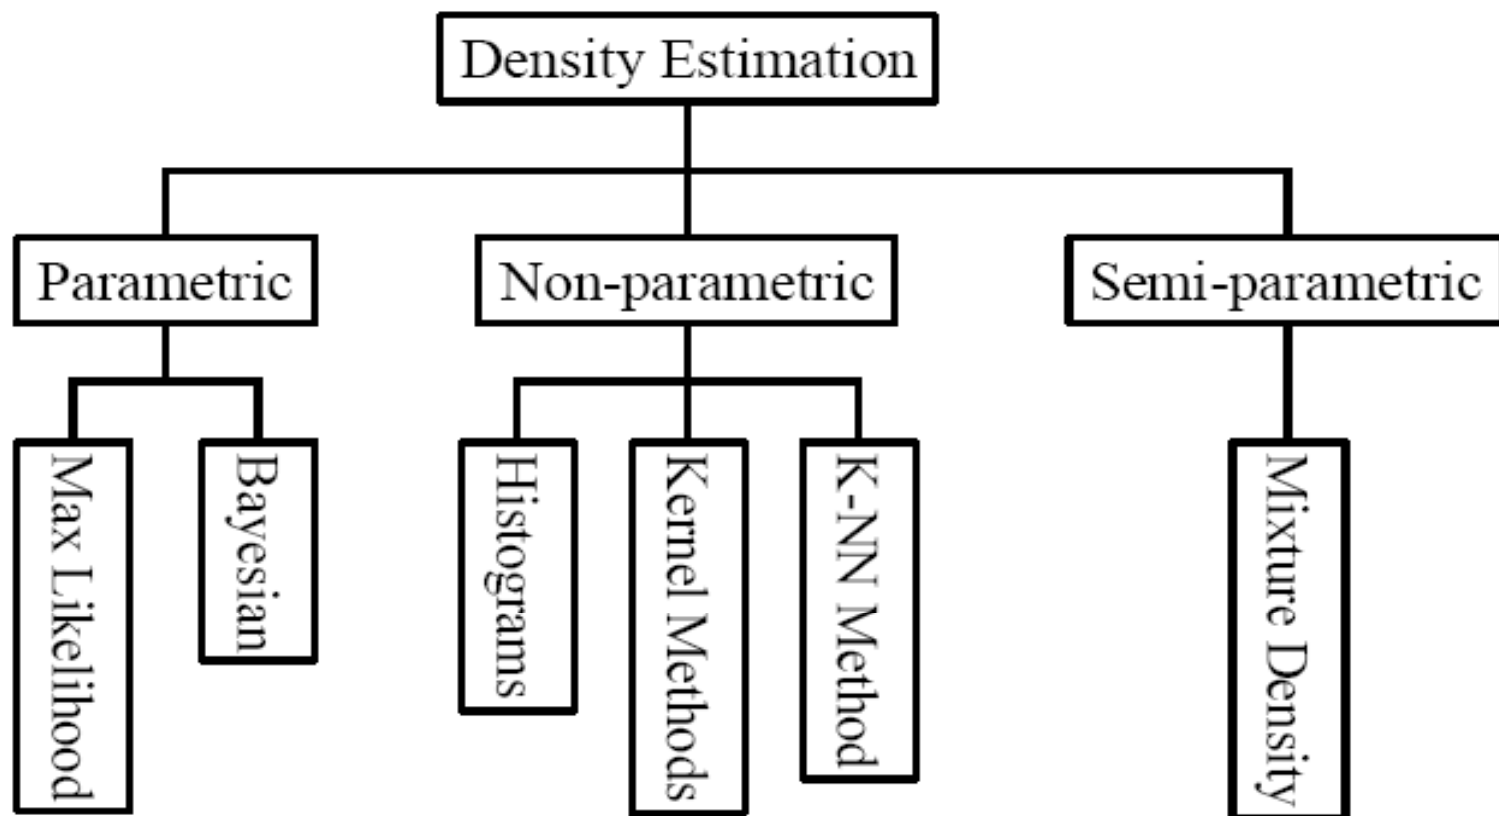 Density Estimation
Parametric
Non-parametric
Semi-parametric
Max Likelihood
Bayesian
Histograms
Kernel Methods
K-NN Method
Mixture Density